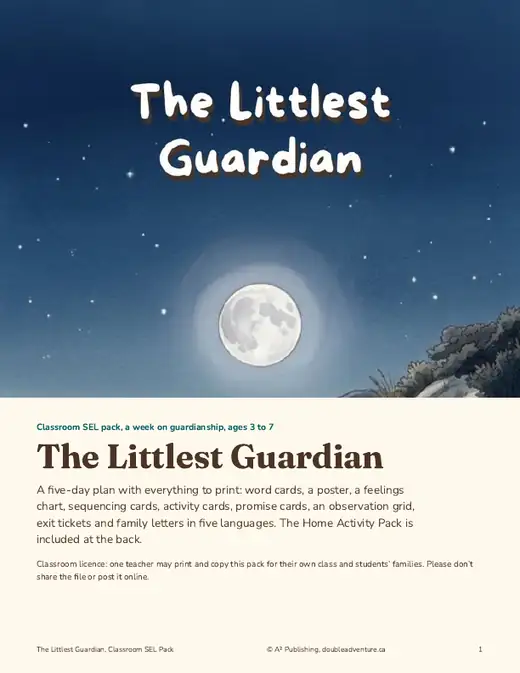 The Littlest
Guardian
Classroom SEL pack, a week on guardianship, ages 3 to 7
The Littlest Guardian
A five-day plan with everything to print: word cards, a poster, a feelings
chart, sequencing cards, activity cards, promise cards, an observation grid,
exit tickets and family letters in five languages. The Home Activity Pack is
included at the back.
Classroom licence: one teacher may print and copy this pack for their own class and students' families. Please don't
share the file or post it online.
The Littlest Guardian, Classroom SEL Pack
© A² Publishing, doubleadventure.ca
1